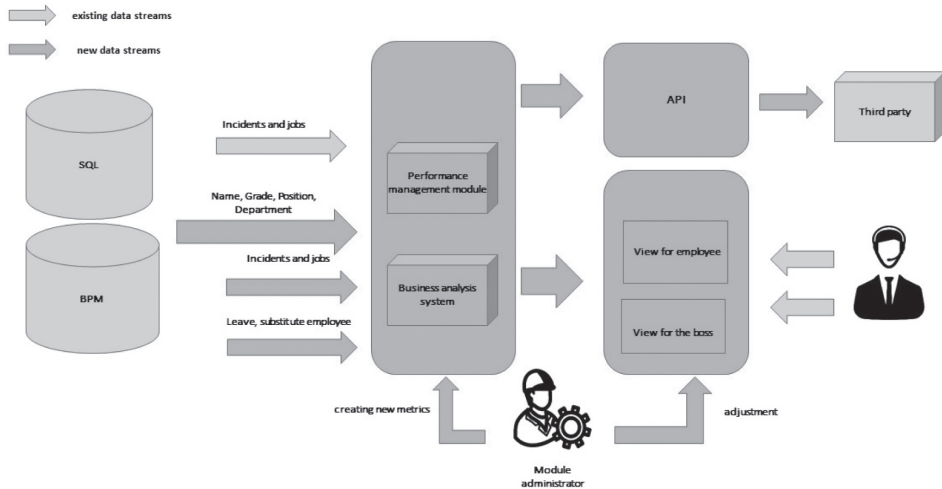 existing data streams
new data streams
SQL
BPM
Incidents and jobs
Name, Grade, Position,
Department
Incidents and jobs
Leave, substitute employee
Performance
management module
Business analysis
system
API
Third party
View for employee
View for the boss
creating new metrics
adjustment
Module
administrator